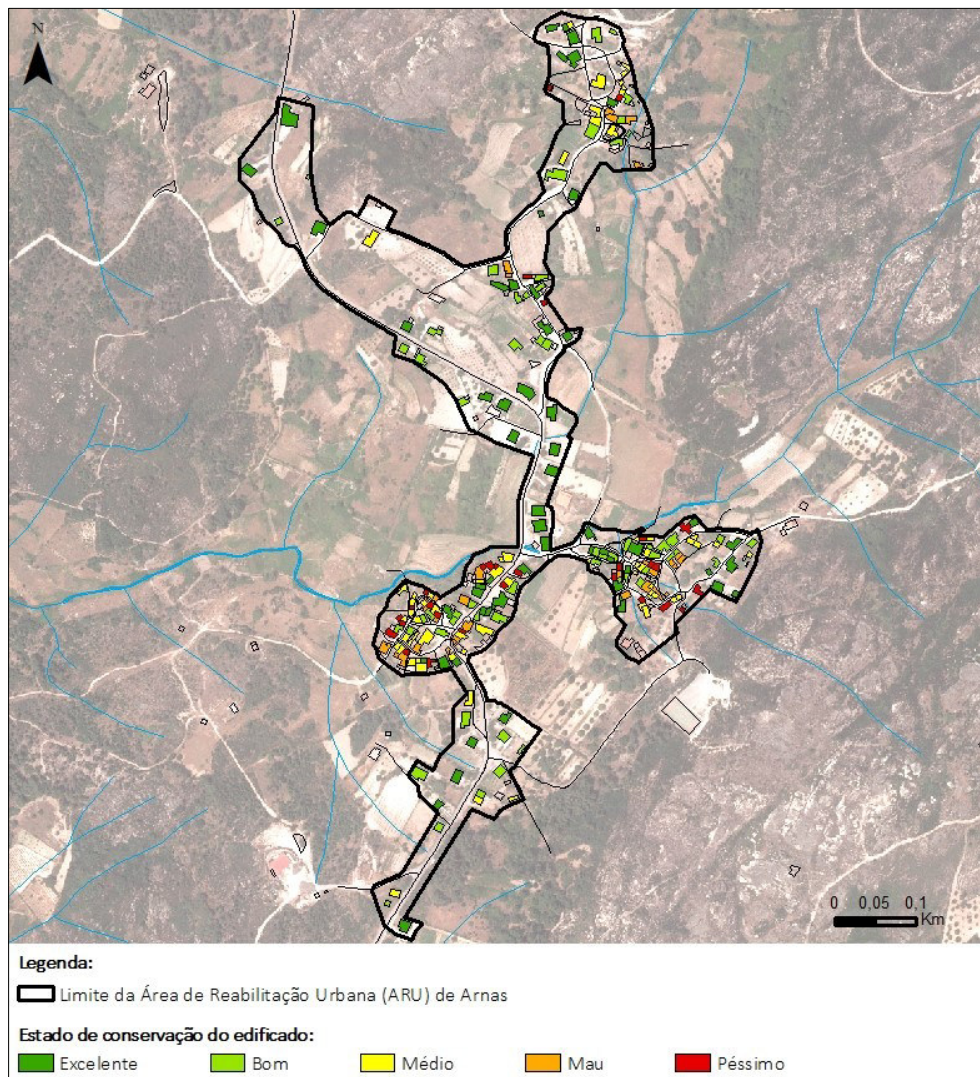 N
0 0,05 0,1
Km
Legenda:
Limite da Área de Reabilitação Urbana (ARU) de Arnas
Estado de conservação do edificado:
Excelente Bom Médio Mau Péssimo